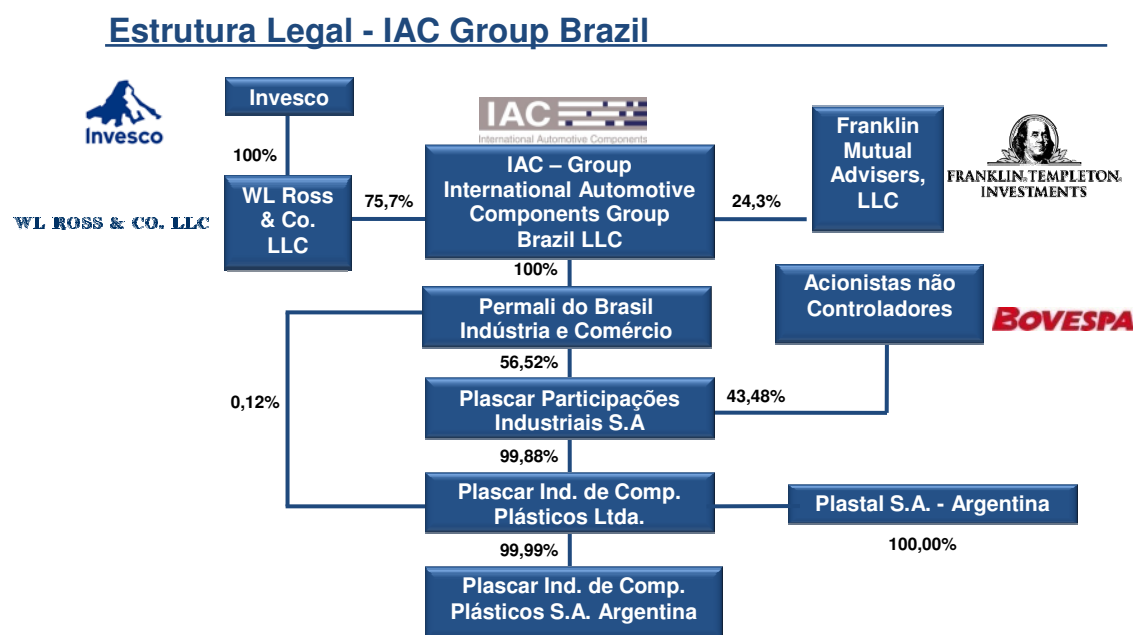 Estrutura Legal - IAC Group Brazil
Invesco
Invesco
100%
WL ROSS & CO. LLC
WL Ross
& Co.
LLC
75,7%
IAC
International Automotive Components
IAC – Group
International Automotive
Components Group
Brazil LLC
24,3%
Franklin
Mutual
Advisers,
LLC
FRANKLIN TEMPLETON
INVESTMENTS
100%
Permali do Brasil
Indústria e Comércio
Acionistas não
Controladores
BOVESPA
56,52%
0,12%
Plascar Participações
Industriais S.A
43,48%
99,88%
Plascar Ind. de Comp.
Plásticos Ltda.
Plastal S.A. - Argentina
100,00%
99,99%
Plascar Ind. de Comp.
Plásticos S.A. Argentina